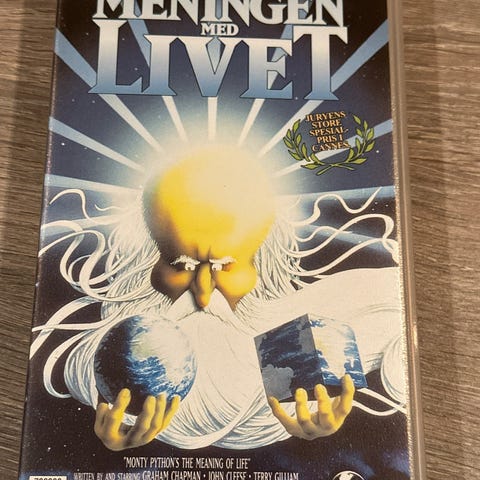 MENINGEN
MED
LIVET
JURYENS
STORE
SPESIAL-
PRIS I
CANNES
"MONTY PYTHON'S THE MEANING OF LIFE"
WRITTEN BY AND STARRING GRAHAM CHAPMAN • JOHN CLEESE • TERRY GILLIAM